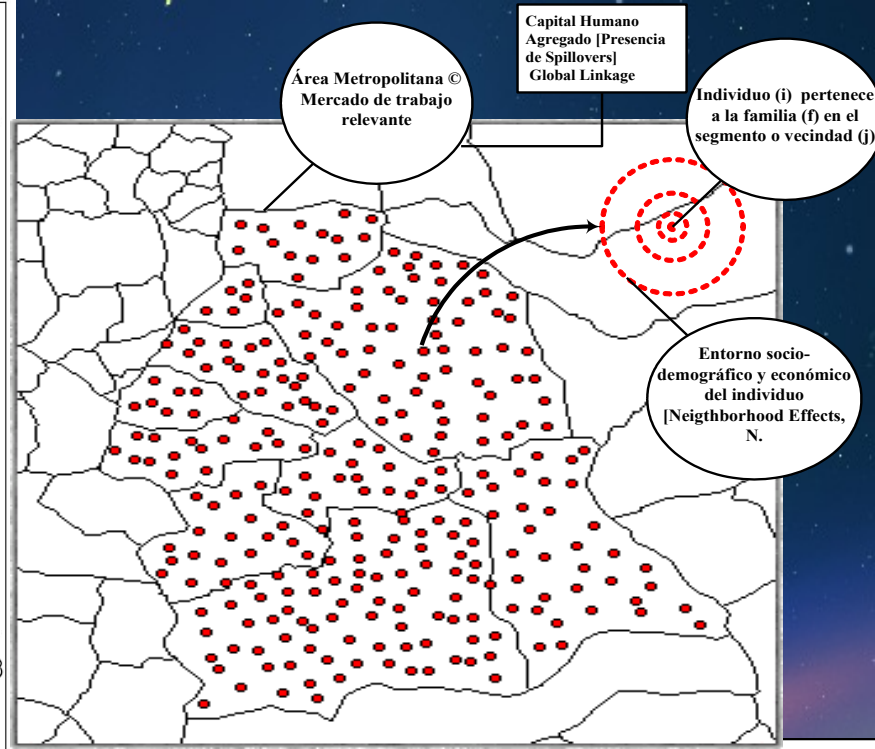 Capital Humano
Agregado [Presencia
de Spillovers]
Global Linkage
Área Metropolitana ©
Mercado de trabajo
relevante
Individuo (i) pertenece
a la familia (f) en el
segmento o vecindad (j)
Entorno socio-
demográfico y económico
del individuo
[Neigthborhood Effects,
N.